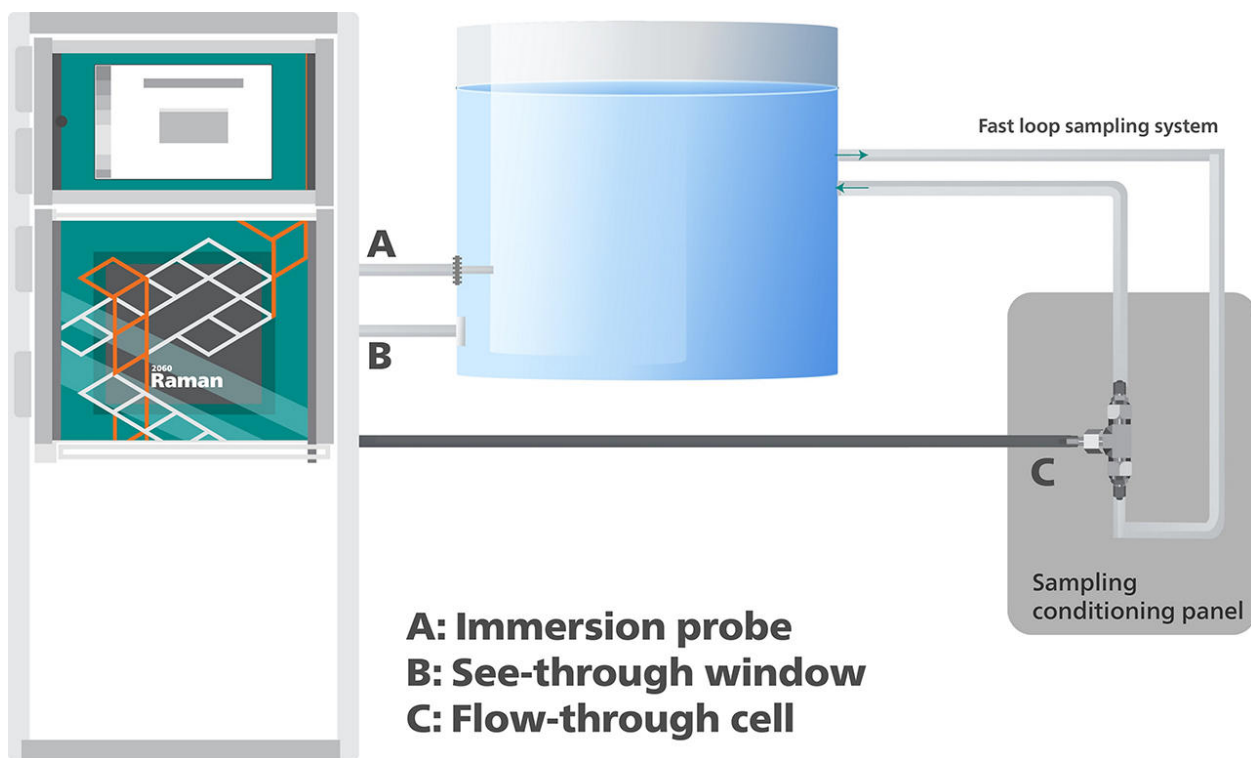 Fast loop sampling system
A
B
2060
Raman
C
Sampling
conditioning panel
A: Immersion probe
B: See-through window
C: Flow-through cell